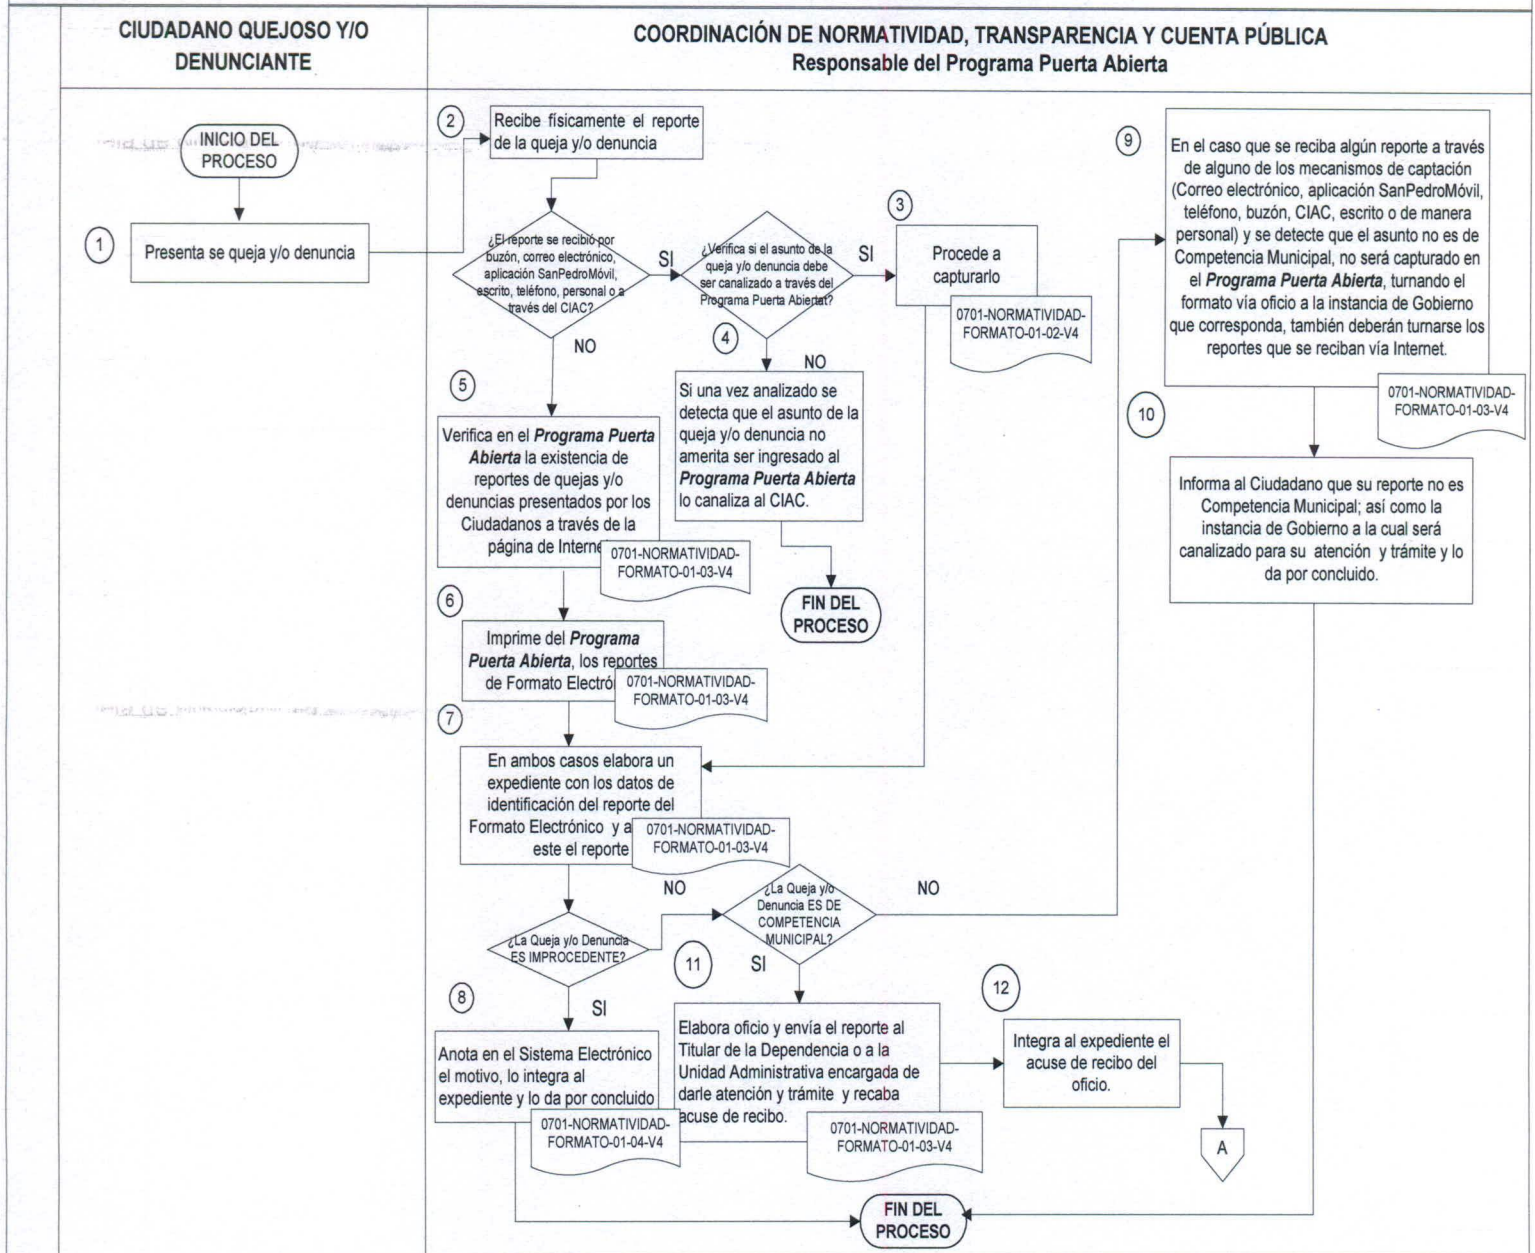 CIUDADANO QUEJOSO Y/O
DENUNCIANTE
COORDINACIÓN DE NORMATIVIDAD, TRANSPARENCIA Y CUENTA PÚBLICA
Responsable del Programa Puerta Abierta
INICIO DEL
PROCESO
1
Presenta se queja y/o denuncia
2
Recibe físicamente el reporte
de la queja y/o denuncia
¿El reporte se recibió por
buzón, correo electrónico,
aplicación SanPedroMóvil,
escrito, teléfono, personal o a
través del CIAC?
SI
NO
¿Verifica si el asunto de la
queja y/o denuncia debe
ser canalizado a través del
Programa Puerta Abiertat?
SI
NO
3
Procede a
capturarlo
0701-NORMATIVIDAD-
FORMATO-01-02-V4
4
Si una vez analizado se
detecta que el asunto de la
queja y/o denuncia no
amerita ser ingresado al
Programa Puerta Abierta
lo canaliza al CIAC.
FIN DEL
PROCESO
5
Verifica en el Programa Puerta
Abierta la existencia de
reportes de quejas y/o
denuncias presentados por los
Ciudadanos a través de la
página de Interne
0701-NORMATIVIDAD-
FORMATO-01-03-V4
6
Imprime del Programa
Puerta Abierta, los reportes
de Formato Electró
0701-NORMATIVIDAD-
FORMATO-01-03-V4
7
En ambos casos elabora un
expediente con los datos de
identificación del reporte del
Formato Electrónico y a
este el reporte
0701-NORMATIVIDAD-
FORMATO-01-03-V4
¿La Queja y/o Denuncia
ES IMPROCEDENTE?
NO
SI
¿La Queja y/o
Denuncia ES DE
COMPETENCIA
MUNICIPAL?
NO
SI
8
Anota en el Sistema Electrónico
el motivo, lo integra al
expediente y lo da por concluido
0701-NORMATIVIDAD-
FORMATO-01-04-V4
9
En el caso que se reciba algún reporte a través
de alguno de los mecanismos de captación
(Correo electrónico, aplicación SanPedroMóvil,
teléfono, buzón, CIAC, escrito o de manera
personal) y se detecte que el asunto no es de
Competencia Municipal, no será capturado en
el Programa Puerta Abierta, turnando el
formato vía oficio a la instancia de Gobierno
que corresponda, también deberán turnarse los
reportes que se reciban vía Internet.
0701-NORMATIVIDAD-
FORMATO-01-03-V4
10
Informa al Ciudadano que su reporte no es
Competencia Municipal; así como la
instancia de Gobierno a la cual será
canalizado para su atención y trámite y lo
da por concluido.
11
Elabora oficio y envía el reporte al
Titular de la Dependencia o a la
Unidad Administrativa encargada de
darle atención y trámite y recaba
acuse de recibo.
0701-NORMATIVIDAD-
FORMATO-01-03-V4
12
Integra al expediente el
acuse de recibo del
oficio.
A
FIN DEL
PROCESO